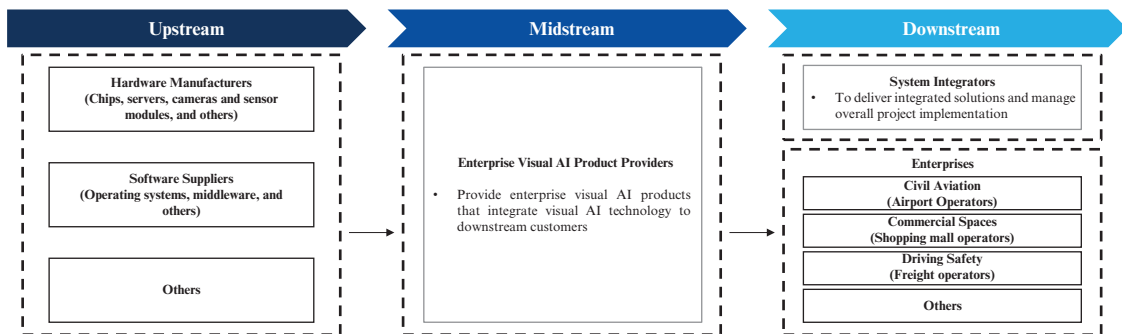 Upstream
Midstream
Downstream
Hardware Manufacturers
(Chips, servers, cameras and sensor
modules, and others)
Software Suppliers
(Operating systems, middleware, and
others)
Others
Enterprise Visual AI Product Providers
• Provide enterprise visual AI products
that integrate visual AI technology to
downstream customers
System Integrators
• To deliver integrated solutions and manage
overall project implementation
Enterprises
Civil Aviation
(Airport Operators)
Commercial Spaces
(Shopping mall operators)
Driving Safety
(Freight operators)
Others